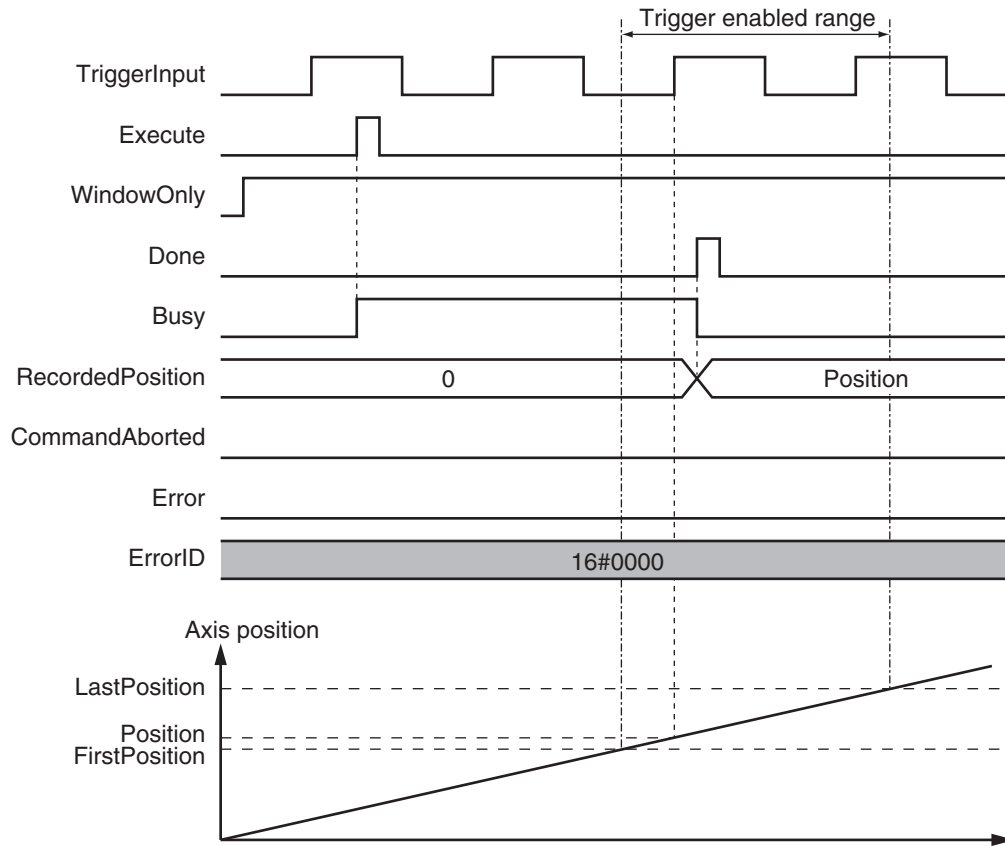 Trigger enabled range
TriggerInput
Execute
WindowOnly
Done
Busy
RecordedPosition
0
Position
CommandAborted
Error
ErrorID
16#0000
Axis position
LastPosition
Position
FirstPosition